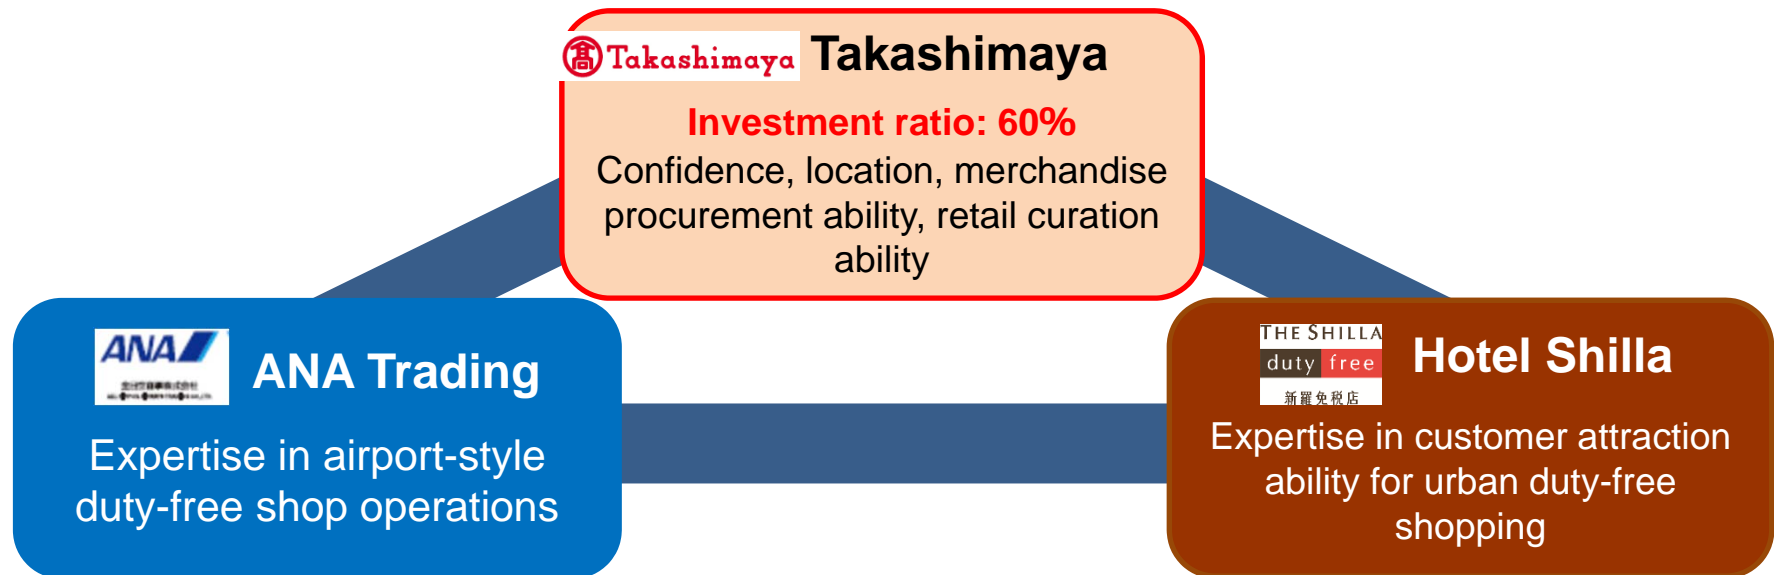 髙 Takashimaya Takashimaya
Investment ratio: 60%
Confidence, location, merchandise
procurement ability, retail curation
ability
ANA
ANA Trading
Expertise in airport-style
duty-free shop operations
THE SHILLA
duty free
新羅免税店
Hotel Shilla
Expertise in customer attraction
ability for urban duty-free
shopping